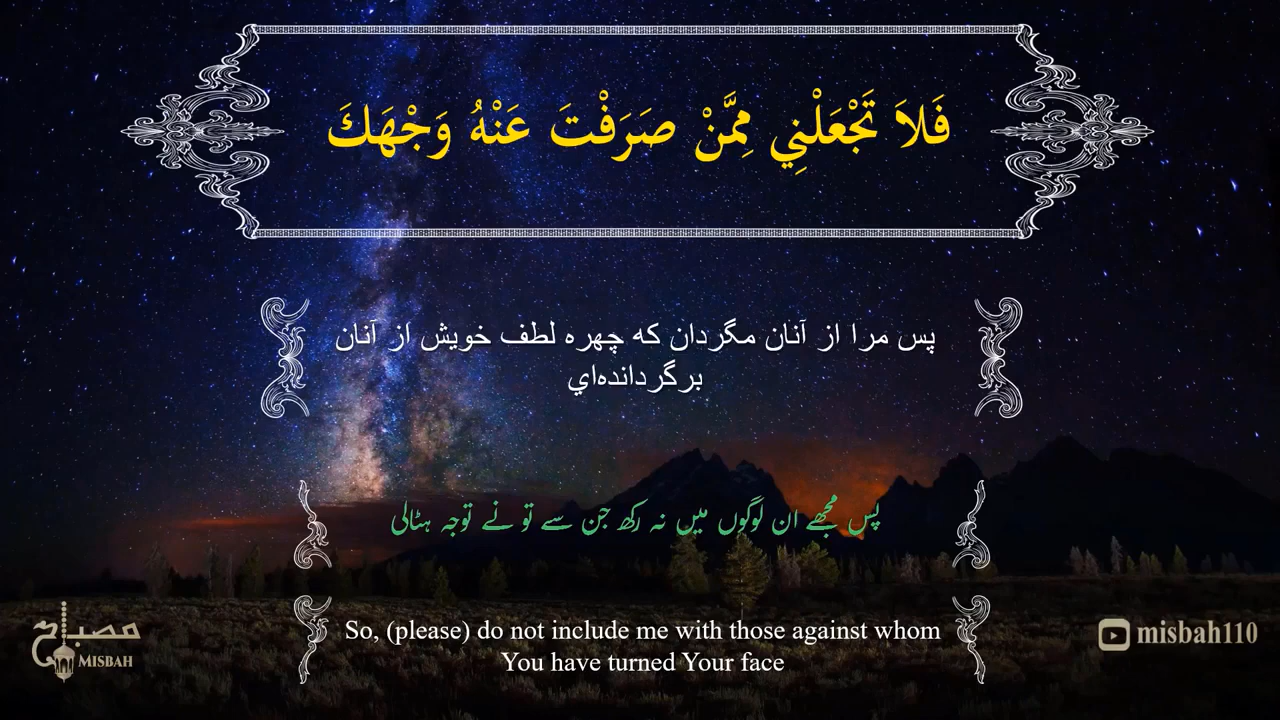 فَلاَ تَجْعَلْنِي مِمَّنْ صَرَفْتَ عَنْهُ وَجْهَكَ
پس مرا از آنان مگردان که چهره لطف خویش از آنان
برگردانده‌اي
پس مجھے ان لوگوں میں نہ رکھ جن سے تو نے توجہ ہٹالی
So, (please) do not include me with those against whom
You have turned Your face
مصباح
MISBAH
misbah110